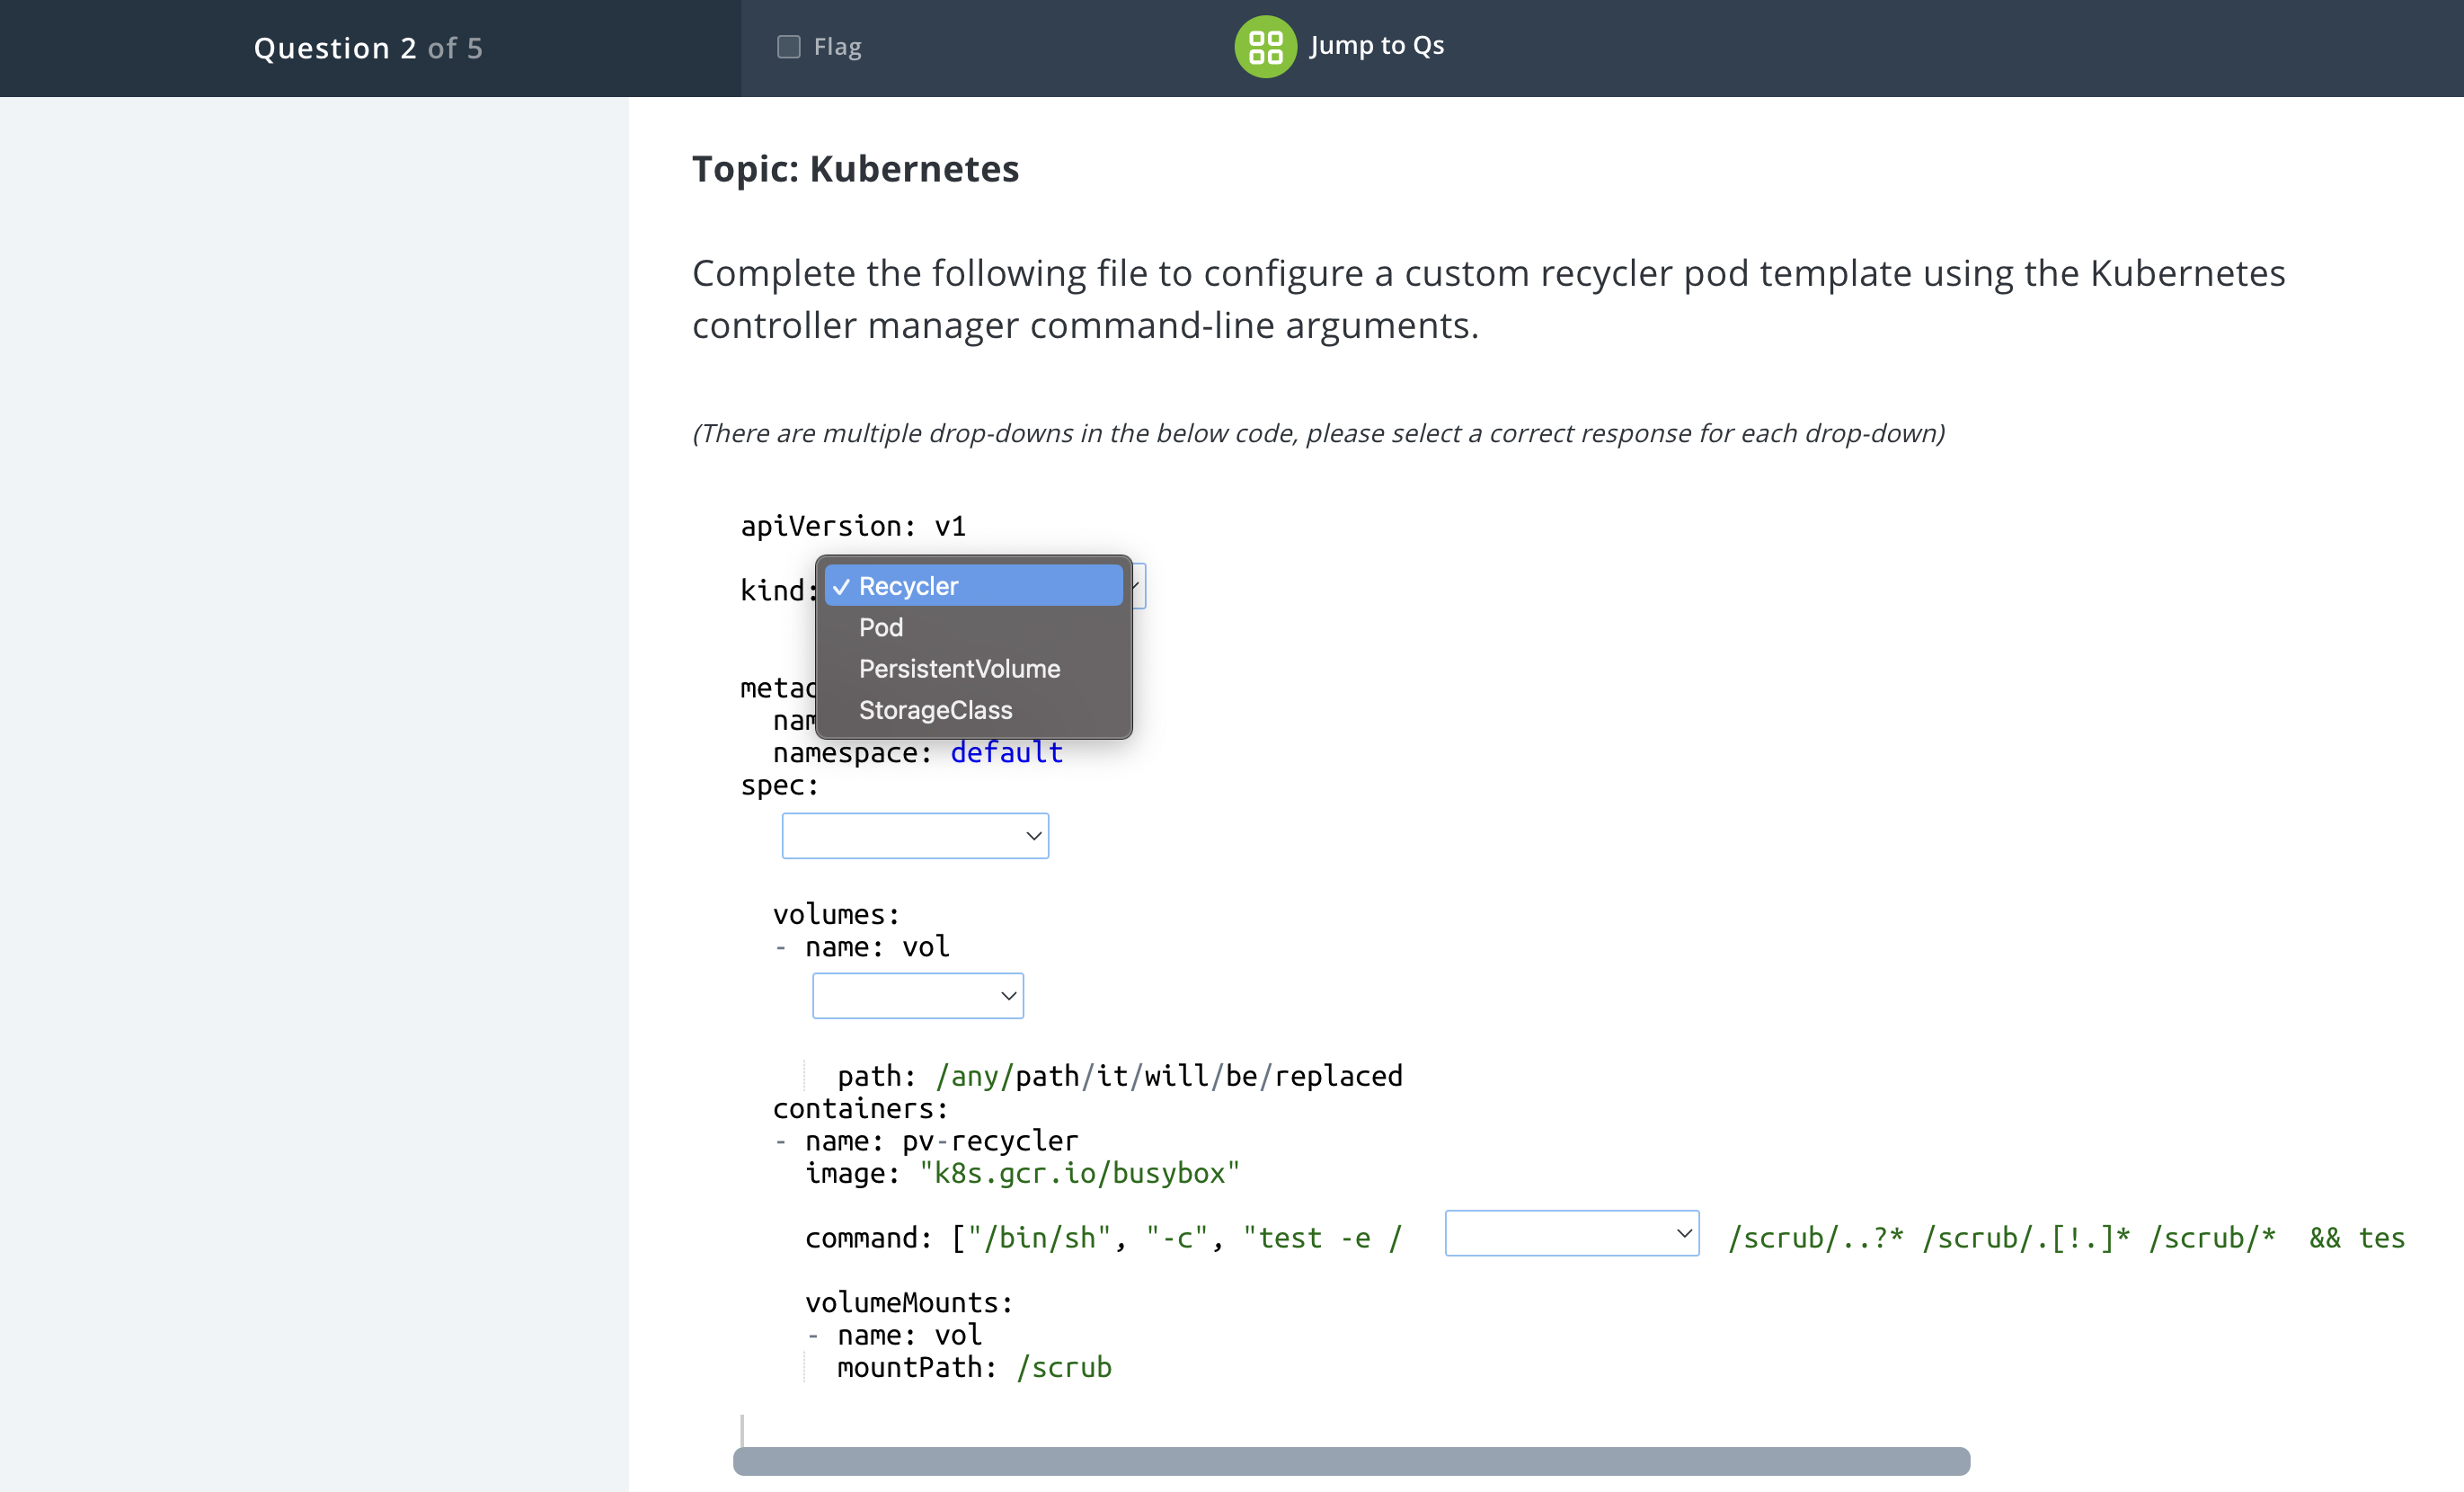 Question 2 of 5
Flag
Jump to Qs
Topic: Kubernetes
Complete the following file to configure a custom recycler pod template using the Kubernetes
controller manager command-line arguments.
(There are multiple drop-downs in the below code, please select a correct response for each drop-down)
apiVersion: v1
kind:
✓ Recycler
Pod
PersistentVolume
StorageClass
namespace: default
spec:
volumes:
- name: vol
path: /any/path/it/will/be/replaced
containers:
- name: pv-recycler
image: "k8s.gcr.io/busybox"
command: ["/bin/sh", "-c", "test -e / /scrub/..?* /scrub/.[!.]* /scrub/* && tes
volumeMounts:
- name: vol
mountPath: /scrub